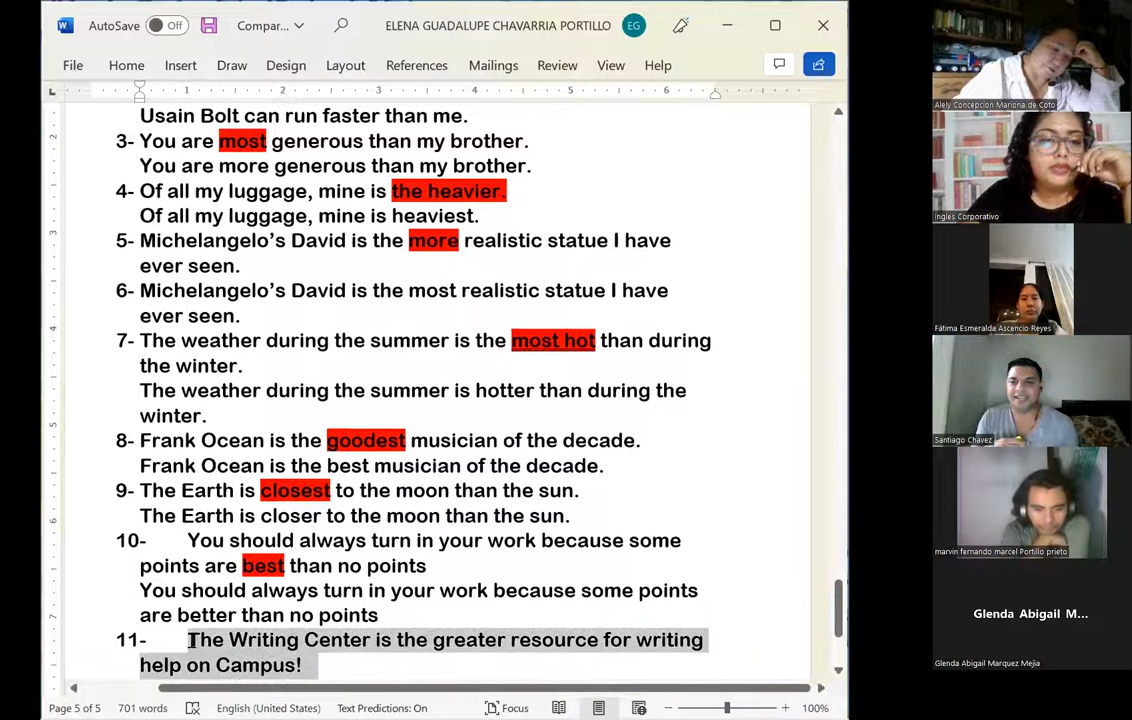 AutoSave Off Compar... ELENA GUADALUPE CHAVARRIA PORTILLO EG
File Home Insert Draw Design Layout References Mailings Review View Help
1 2 3 4 5 6
Usain Bolt can run faster than me.
3- You are most generous than my brother.
You are more generous than my brother.
4- Of all my luggage, mine is the heavier.
Of all my luggage, mine is heaviest.
5- Michelangelo's David is the more realistic statue I have
ever seen.
6- Michelangelo's David is the most realistic statue I have
ever seen.
7- The weather during the summer is the most hot than during
the winter.
The weather during the summer is hotter than during the
winter.
8- Frank Ocean is the goodest musician of the decade.
Frank Ocean is the best musician of the decade.
9- The Earth is closest to the moon than the sun.
The Earth is closer to the moon than the sun.
10- You should always turn in your work because some
points are best than no points
You should always turn in your work because some points
are better than no points
11- The Writing Center is the greater resource for writing
help on Campus!
Page 5 of 5 701 words English (United States) Text Predictions: On Focus 100%
Alely Concepcion Mariona de Coto
Ingles Corporativo
Fátima Esmeralda Ascencio Reyes
Santiago Chavez
marvin fernando marcel Portillo prieto
Glenda Abigail M...
Glenda Abigail Marquez Mejia